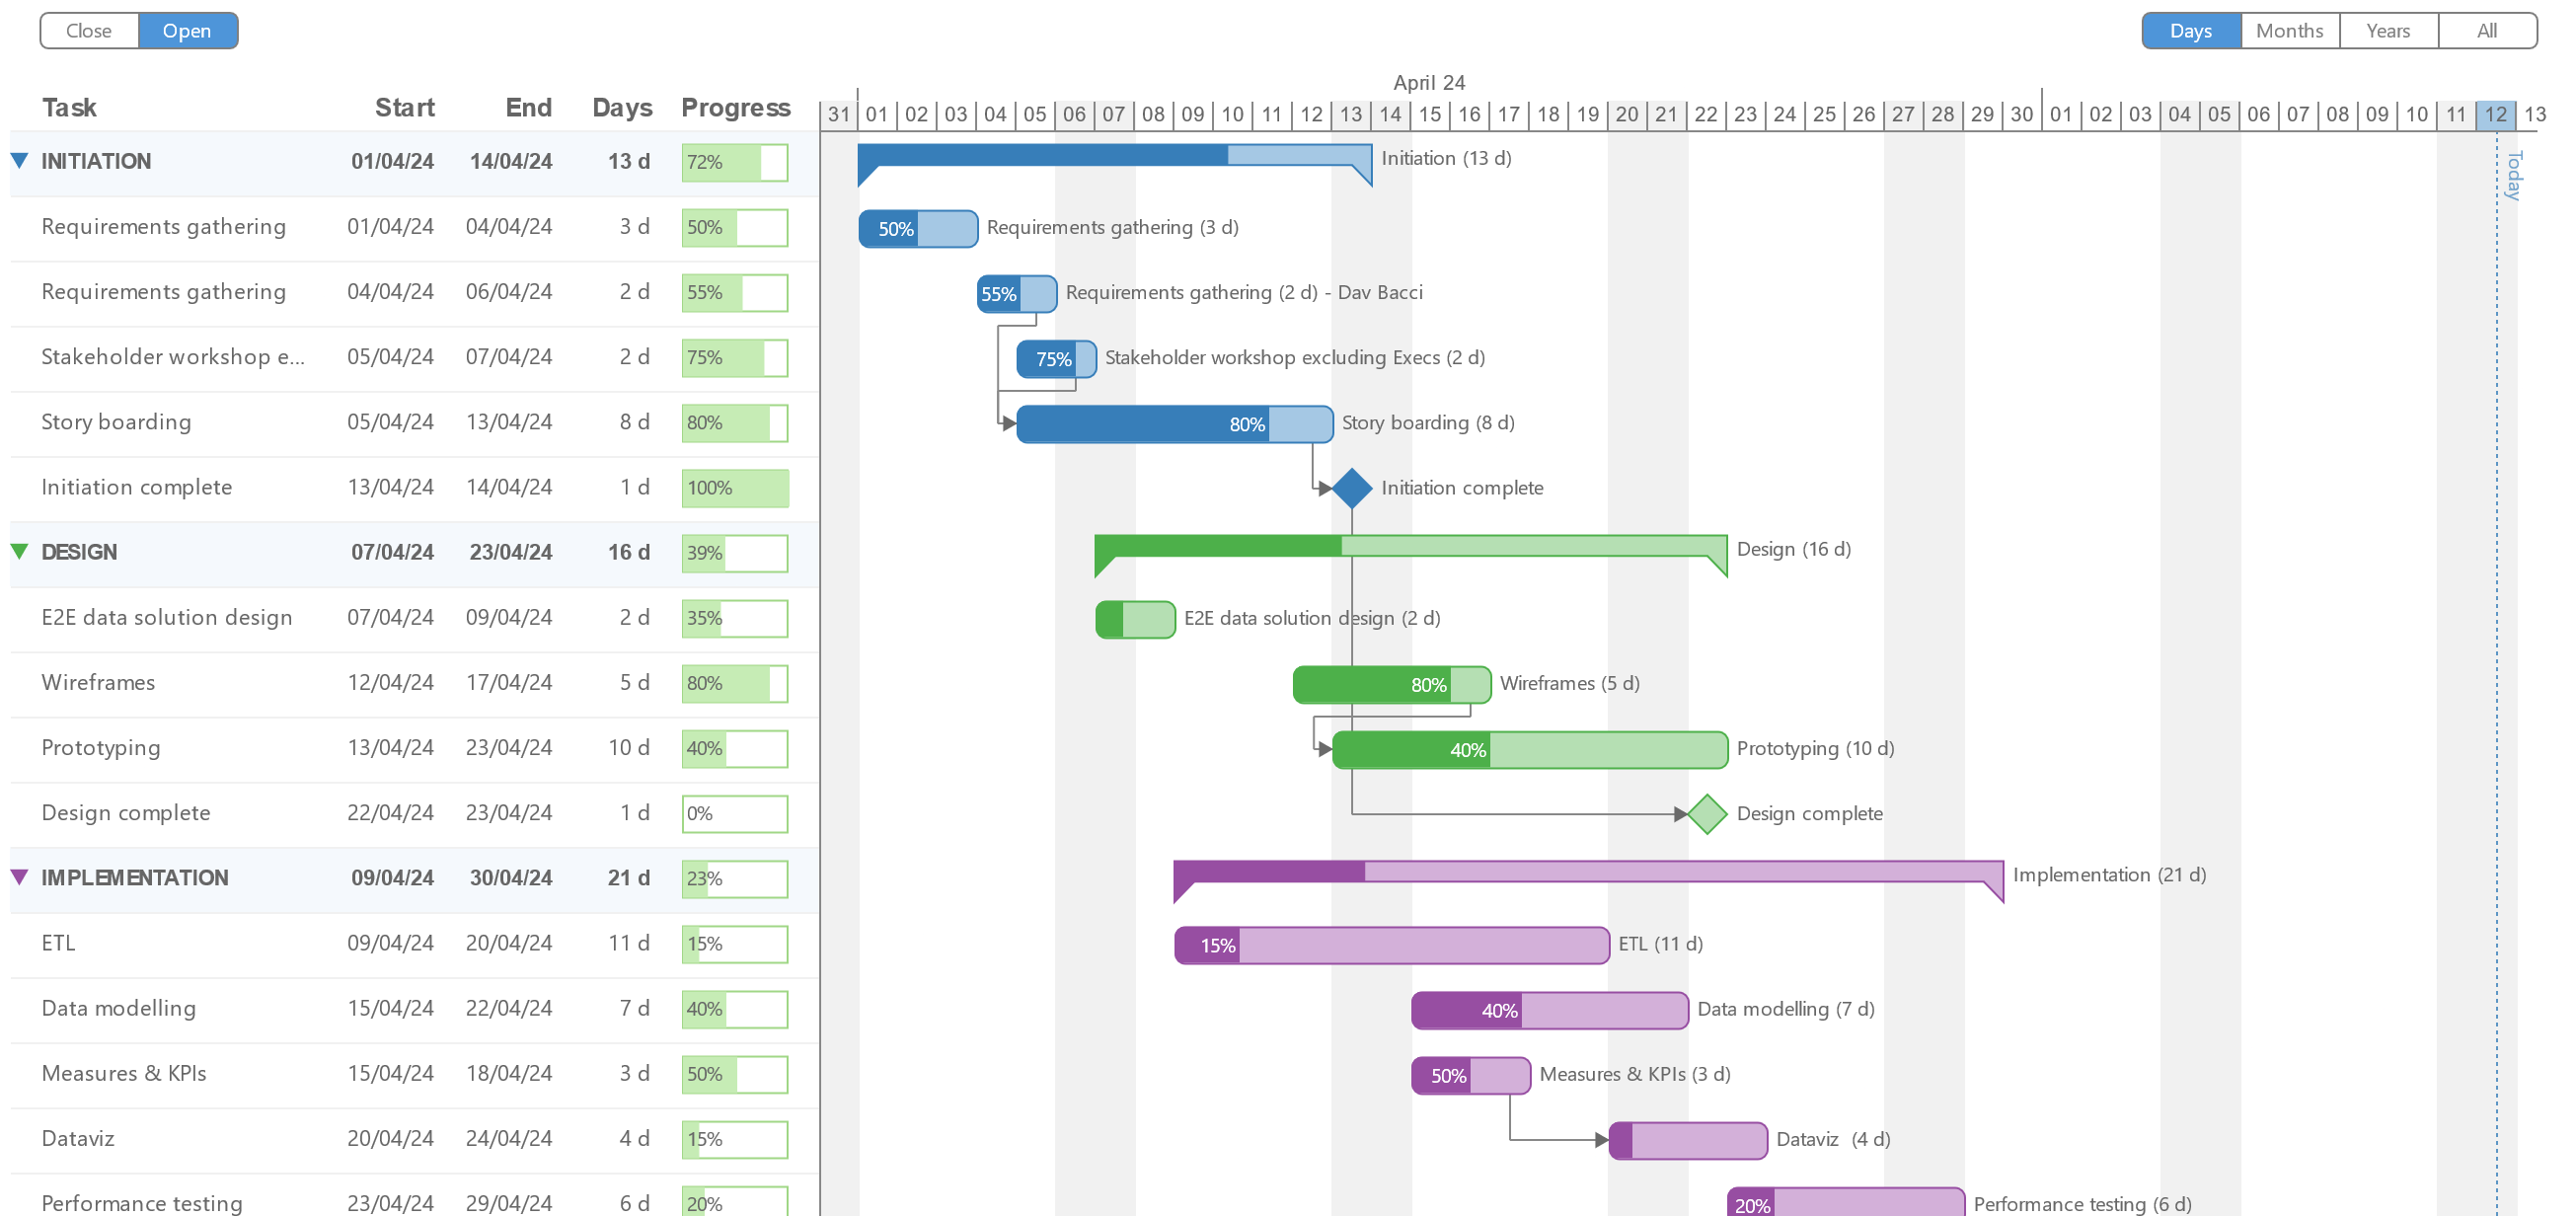 Close Open Days Months Years All
April 24
Task Start End Days Progress 31 01 02 03 04 05 06 07 08 09 10 11 12 13 14 15 16 17 18 19 20 21 22 23 24 25 26 27 28 29 30 01 02 03 04 05 06 07 08 09 10 11 12 13
INITIATION 01/04/24 14/04/24 13 d 72% Initiation (13 d)
Today
Requirements gathering 01/04/24 04/04/24 3 d 50% 50% Requirements gathering (3 d)
Requirements gathering 04/04/24 06/04/24 2 d 55% 55% Requirements gathering (2 d) - Dav Bacci
Stakeholder workshop e... 05/04/24 07/04/24 2 d 75% 75% Stakeholder workshop excluding Execs (2 d)
Story boarding 05/04/24 13/04/24 8 d 80% 80% Story boarding (8 d)
Initiation complete 13/04/24 14/04/24 1 d 100% Initiation complete
DESIGN 07/04/24 23/04/24 16 d 39% Design (16 d)
E2E data solution design 07/04/24 09/04/24 2 d 35% E2E data solution design (2 d)
Wireframes 12/04/24 17/04/24 5 d 80% 80% Wireframes (5 d)
Prototyping 13/04/24 23/04/24 10 d 40% 40% Prototyping (10 d)
Design complete 22/04/24 23/04/24 1 d 0% Design complete
IMPLEMENTATION 09/04/24 30/04/24 21 d 23% Implementation (21 d)
ETL 09/04/24 20/04/24 11 d 15% 15% ETL (11 d)
Data modelling 15/04/24 22/04/24 7 d 40% 40% Data modelling (7 d)
Measures & KPIs 15/04/24 18/04/24 3 d 50% 50% Measures & KPIs (3 d)
Dataviz 20/04/24 24/04/24 4 d 15% Dataviz (4 d)
Performance testing 23/04/24 29/04/24 6 d 20% 20% Performance testing (6 d)